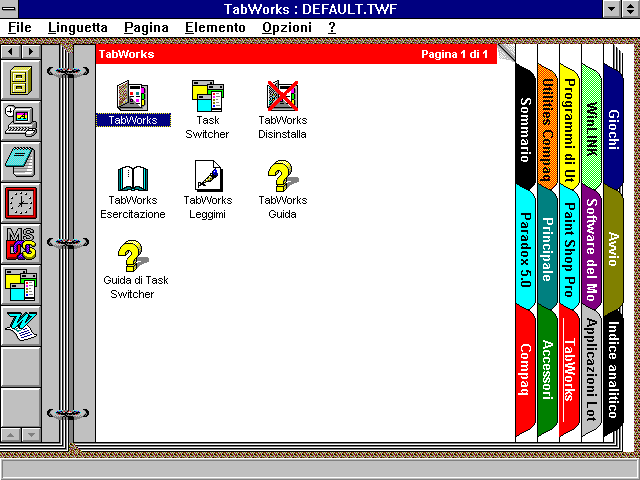 TabWorks : DEFAULT.TWF
File Linguetta Pagina Elemento Opzioni ?
TabWorks Pagina 1 di 1
TabWorks
Task
Switcher
TabWorks
Disinstalla
TabWorks
Esercitazione
TabWorks
Leggimi
TabWorks
Guida
Guida di Task
Switcher
MS
DOS
Sommario
Utilities Compaq
Programmi di Ut
WinLINK
Giochi
Paradox 5.0
Principale
Paint Shop Pro
Software del Mo
Avvio
Compaq
Accessori
TabWorks
Applicazioni Lot
Indice analitico